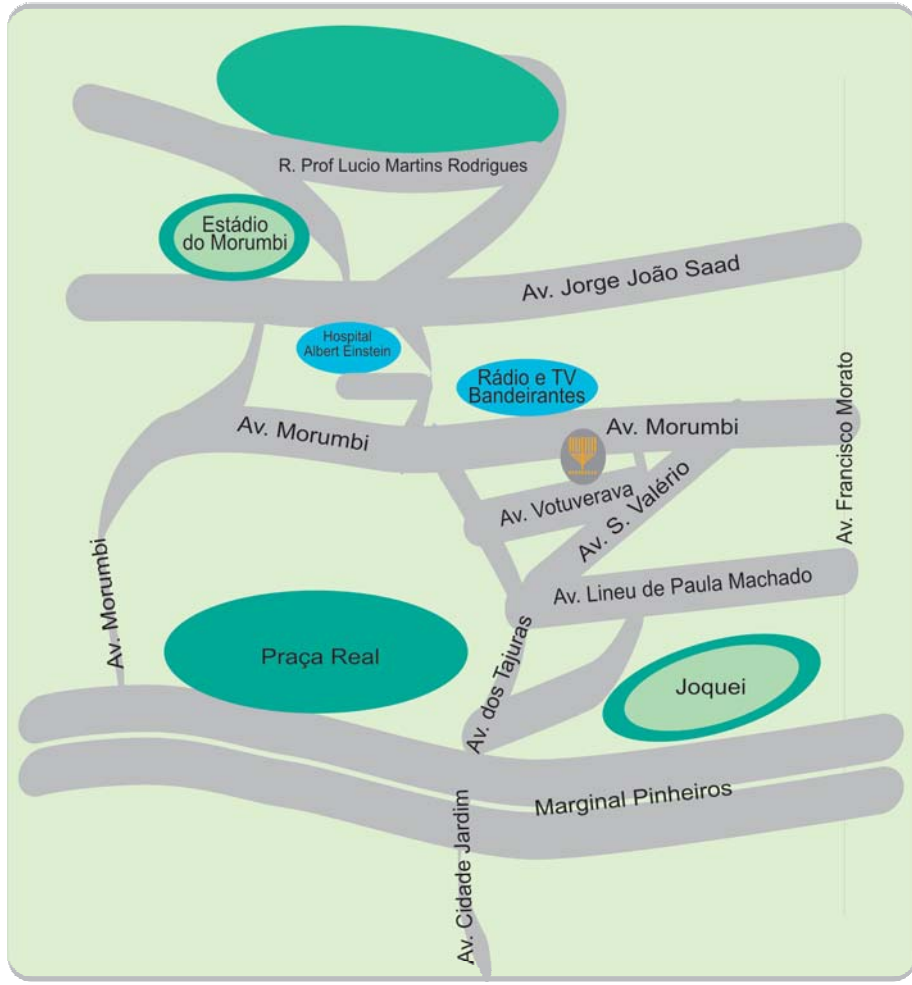 R. Prof Lucio Martins Rodrigues
Estádio
do Morumbi
Av. Jorge João Saad
Hospital
Albert Einstein
Rádio e TV
Bandeirantes
Av. Francisco Morato
Av. Morumbi
Av. Morumbi
Av. Votuverava
Av. S. Valério
Av. Lineu de Paula Machado
Av. Morumbi
Praça Real
Av. dos Tajuras
Joquei
Marginal Pinheiros
Av. Cidade Jardim